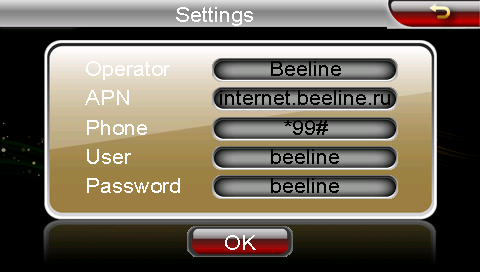 Settings
Operator Beeline
APN internet.beeline.ru
Phone *99#
User beeline
Password beeline
OK